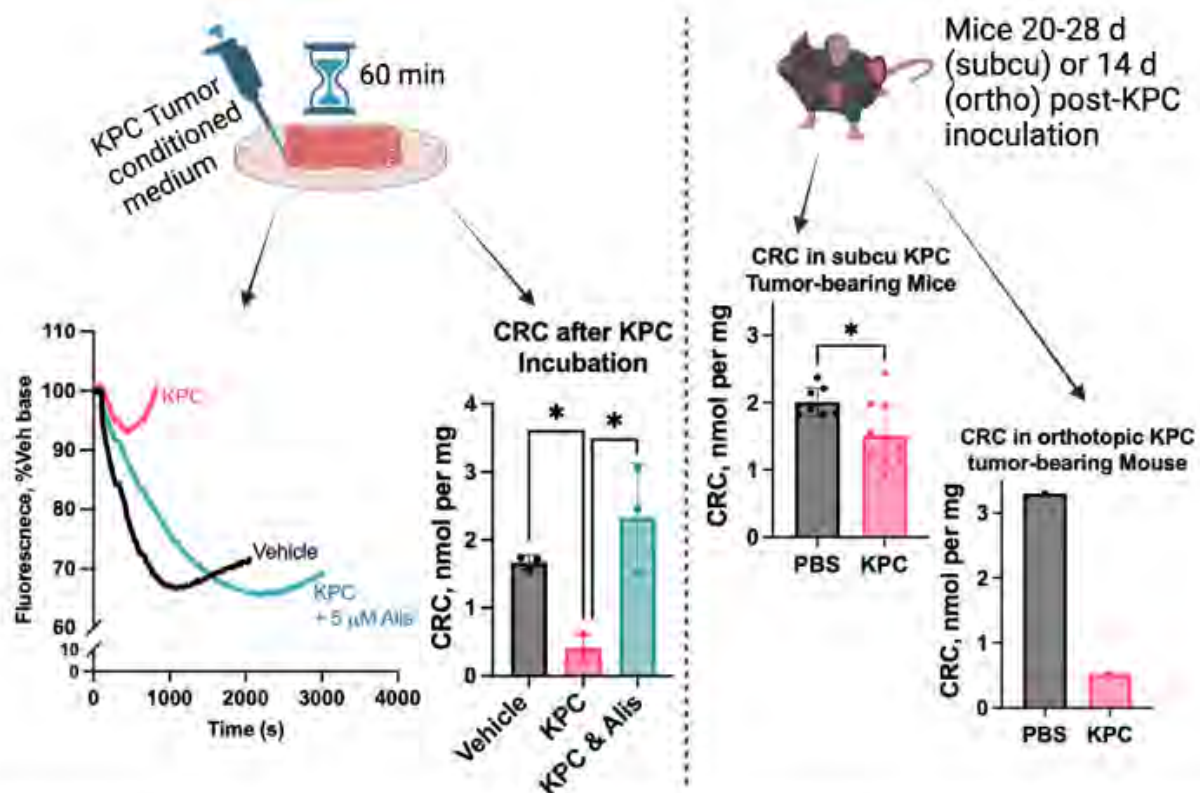 KPC Tumor
conditioned
medium
60 min
Mice 20-28 d
(subcu) or 14 d
(ortho) post-KPC
inoculation
110
100
90
80
70
60
10
0
Fluorescnece, %Veh base
0
1000
2000
3000
4000
Time (s)
KPC
Vehicle
KPC
+ 5 μM Alis
CRC after KPC
Incubation
4
3
2
1
0
CRC, nmol per mg
*
*
Vehicle
KPC
KPC & Alis
CRC in subcu KPC
Tumor-bearing Mice
3
2
1
0
CRC, nmol per mg
*
PBS
KPC
CRC in orthotopic KPC
tumor-bearing Mouse
3
2
1
0
CRC, nmol per mg
PBS
KPC